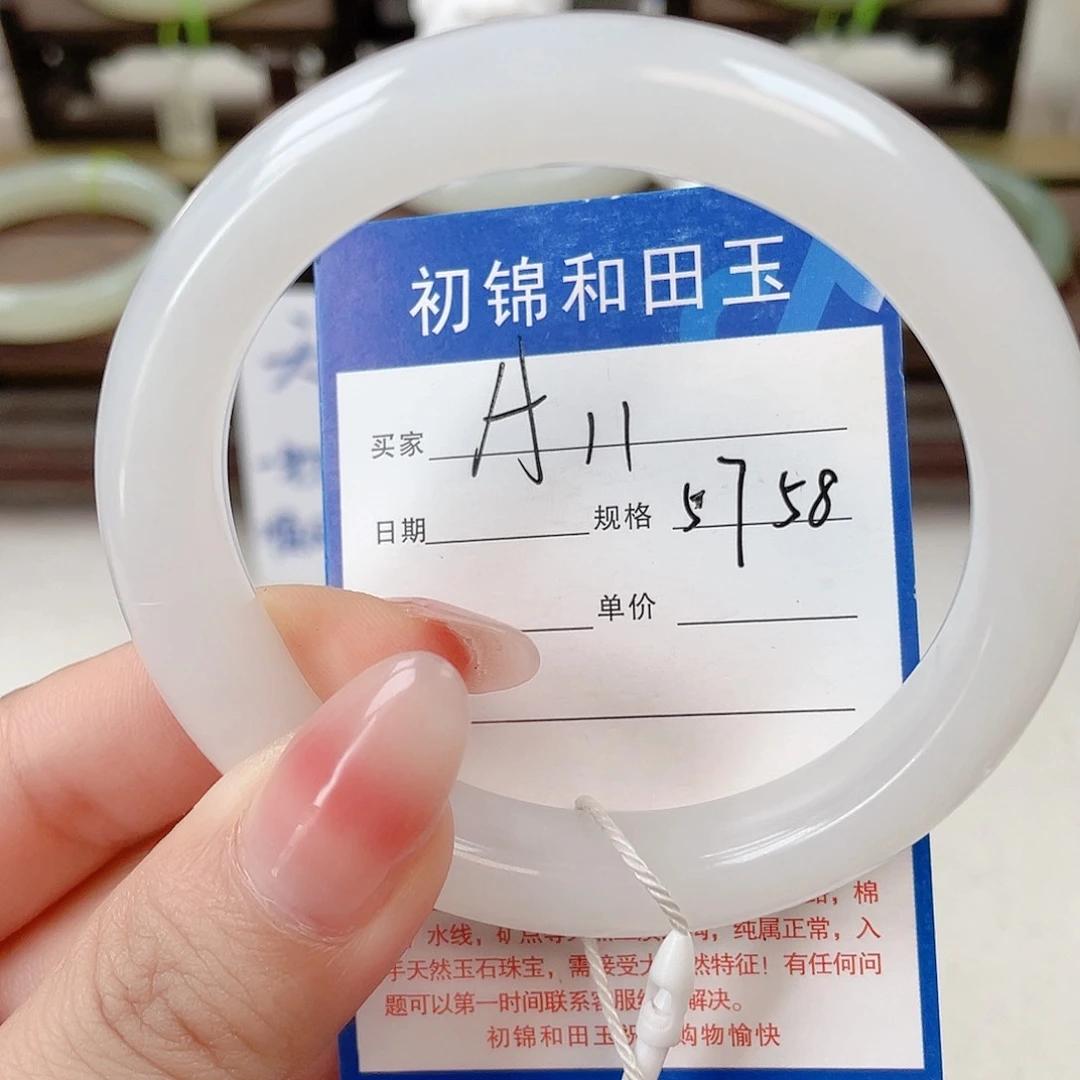 初锦和田玉
买家 A11
日期 规格 57 58
单价
棉
水线，矿点等 纯属正常，入
手天然玉石珠宝，需接受大 然特征！有任何问
题可以第一时间联系客服 解决。
初锦和田玉祝 购物愉快